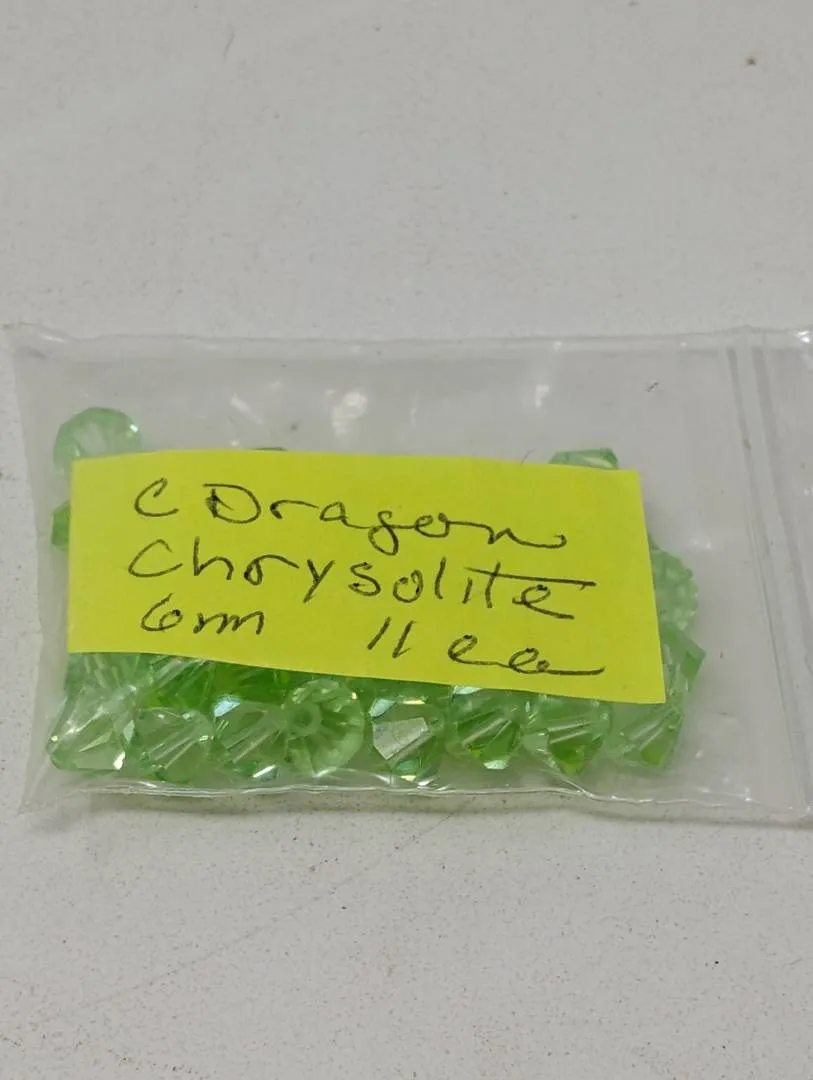 C Dragon
Chrysolite
6mm 11 ea